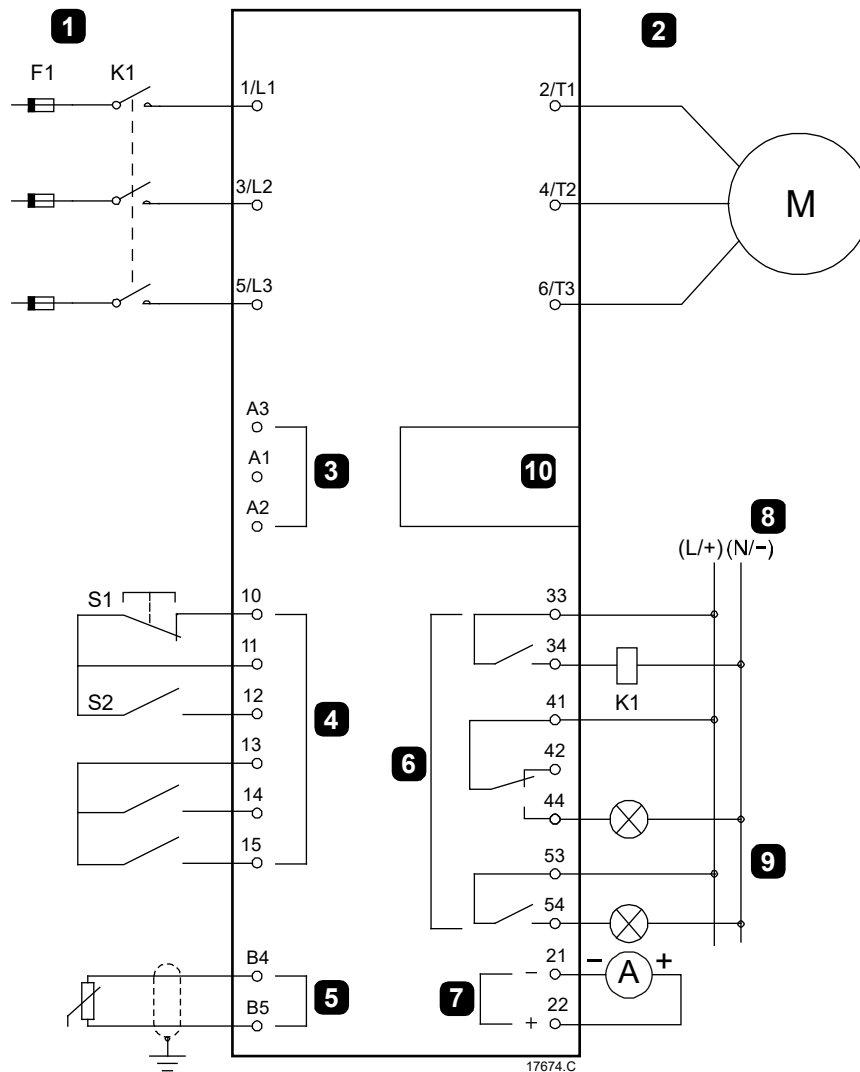 1
2
F1 K1
1/L1
2/T1
3/L2
4/T2
M
5/L3
6/T3
A3
A1
A2
3
10
8
(L/+) (N/−)
S1
10
11
S2
12
13
14
15
4
33
34
K1
41
42
44
6
53
54
9
B4
B5
5
21
22
7
−
+
− A +
17674.C